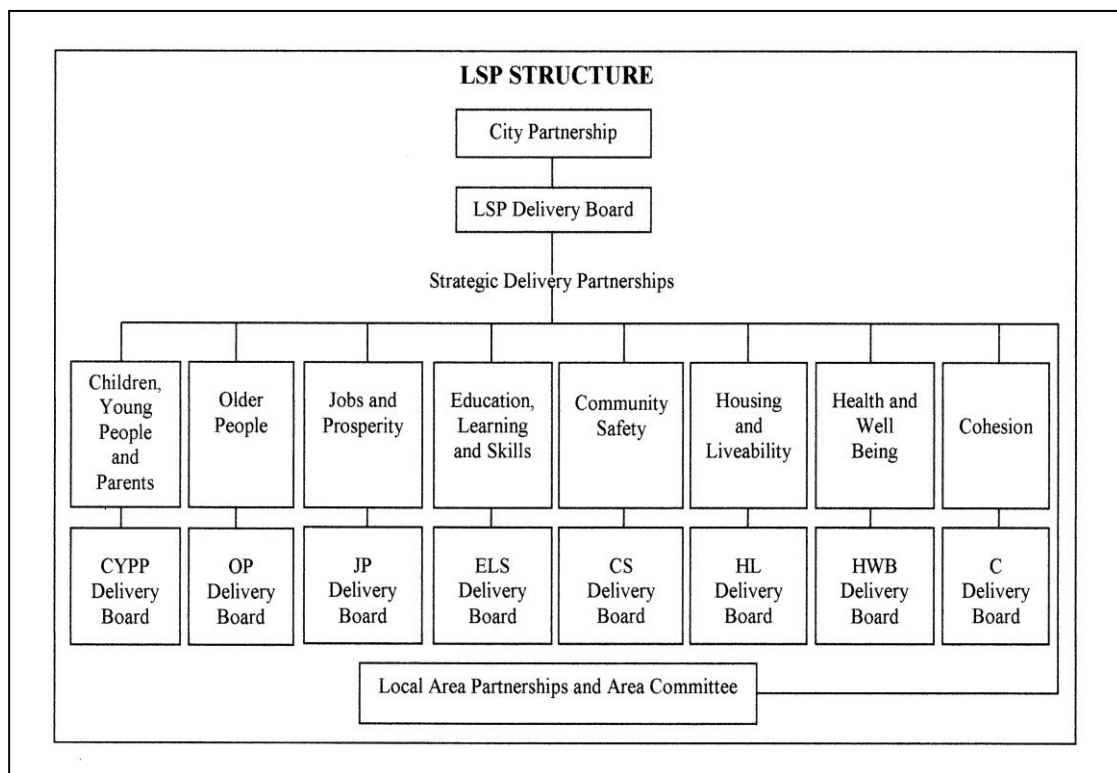 LSP STRUCTURE
City Partnership
LSP Delivery Board
Strategic Delivery Partnerships
Children,
Young
People
and
Parents
Older
People
Jobs and
Prosperity
Education,
Learning
and Skills
Community
Safety
Housing
and
Liveability
Health and
Well
Being
Cohesion
CYPP
Delivery
Board
OP
Delivery
Board
JP
Delivery
Board
ELS
Delivery
Board
CS
Delivery
Board
HL
Delivery
Board
HWB
Delivery
Board
C
Delivery
Board
Local Area Partnerships and Area Committee